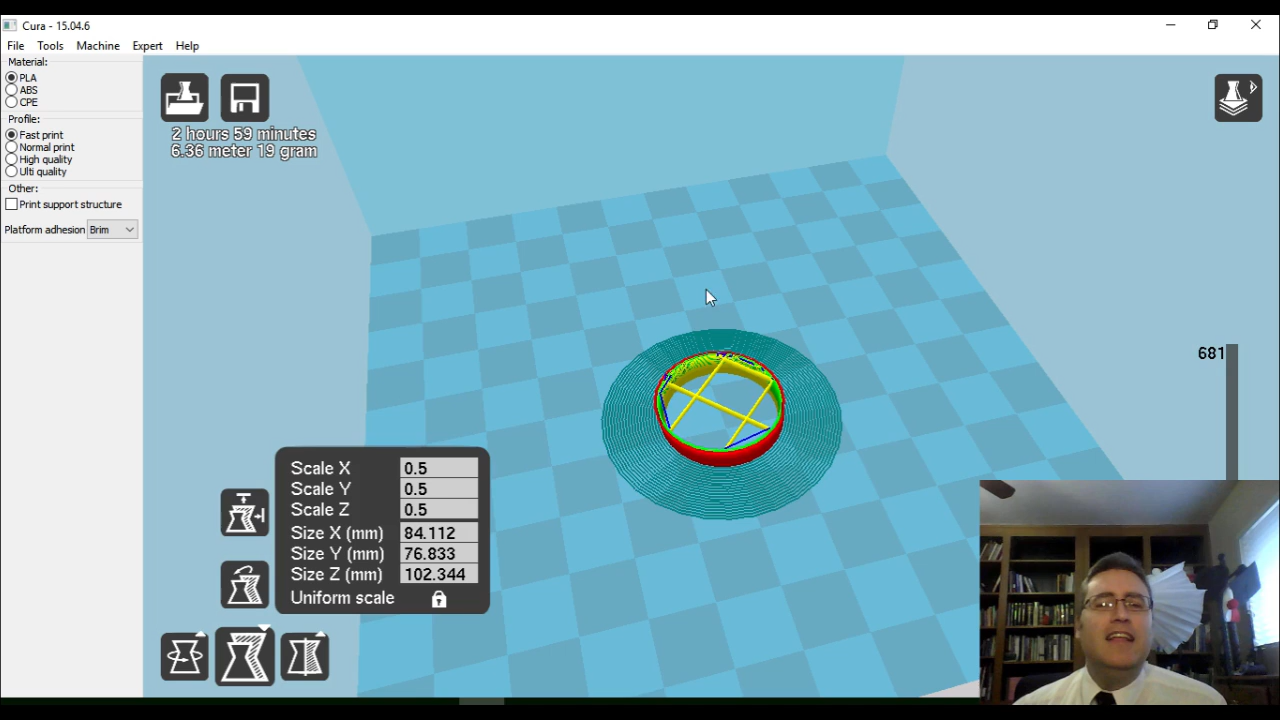 Cura - 15.04.6
File Tools Machine Expert Help
Material:
PLA
ABS
CPE
Profile:
Fast print
Normal print
High quality
Ulti quality
Other:
Print support structure
Platform adhesion Brim
2 hours 59 minutes
6.36 meter 19 gram
681
Scale X 0.5
Scale Y 0.5
Scale Z 0.5
Size X (mm) 84.112
Size Y (mm) 76.833
Size Z (mm) 102.344
Uniform scale